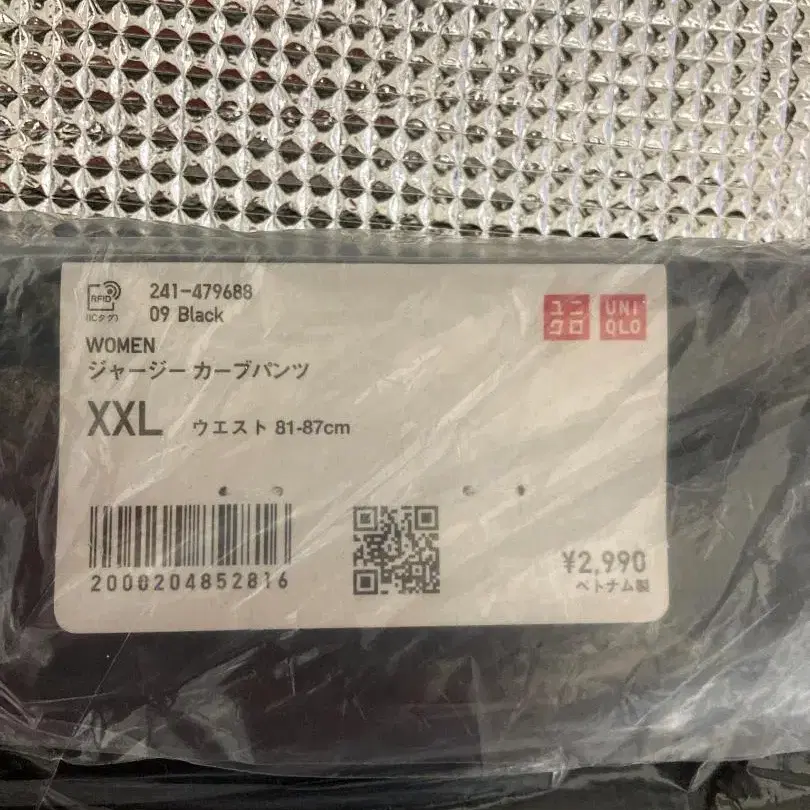 RFID
(ICタグ)
241-479688
09 Black
ユニ
クロ
UNI
QLO
WOMEN
ジャージー カーブパンツ
XXL ウエスト 81-87cm
2000204852816
¥2,990
ベトナム製